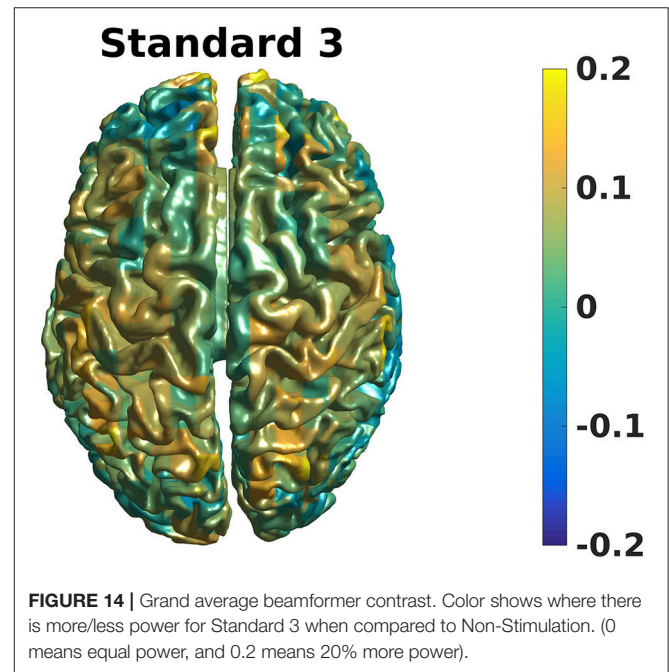 Standard 3
0.2
0.1
0
-0.1
-0.2
FIGURE 14 | Grand average beamformer contrast. Color shows where there
is more/less power for Standard 3 when compared to Non-Stimulation. (0
means equal power, and 0.2 means 20% more power).